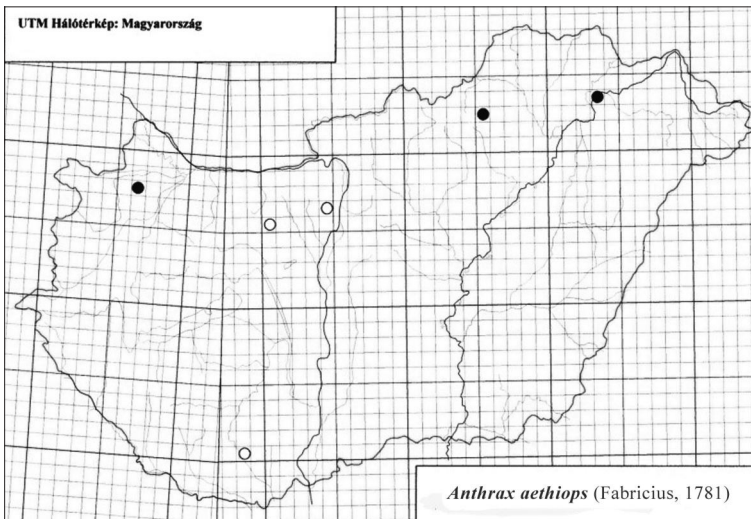 UTM Hálótérkép: Magyarország
Anthrax aethiops (Fabricius, 1781)